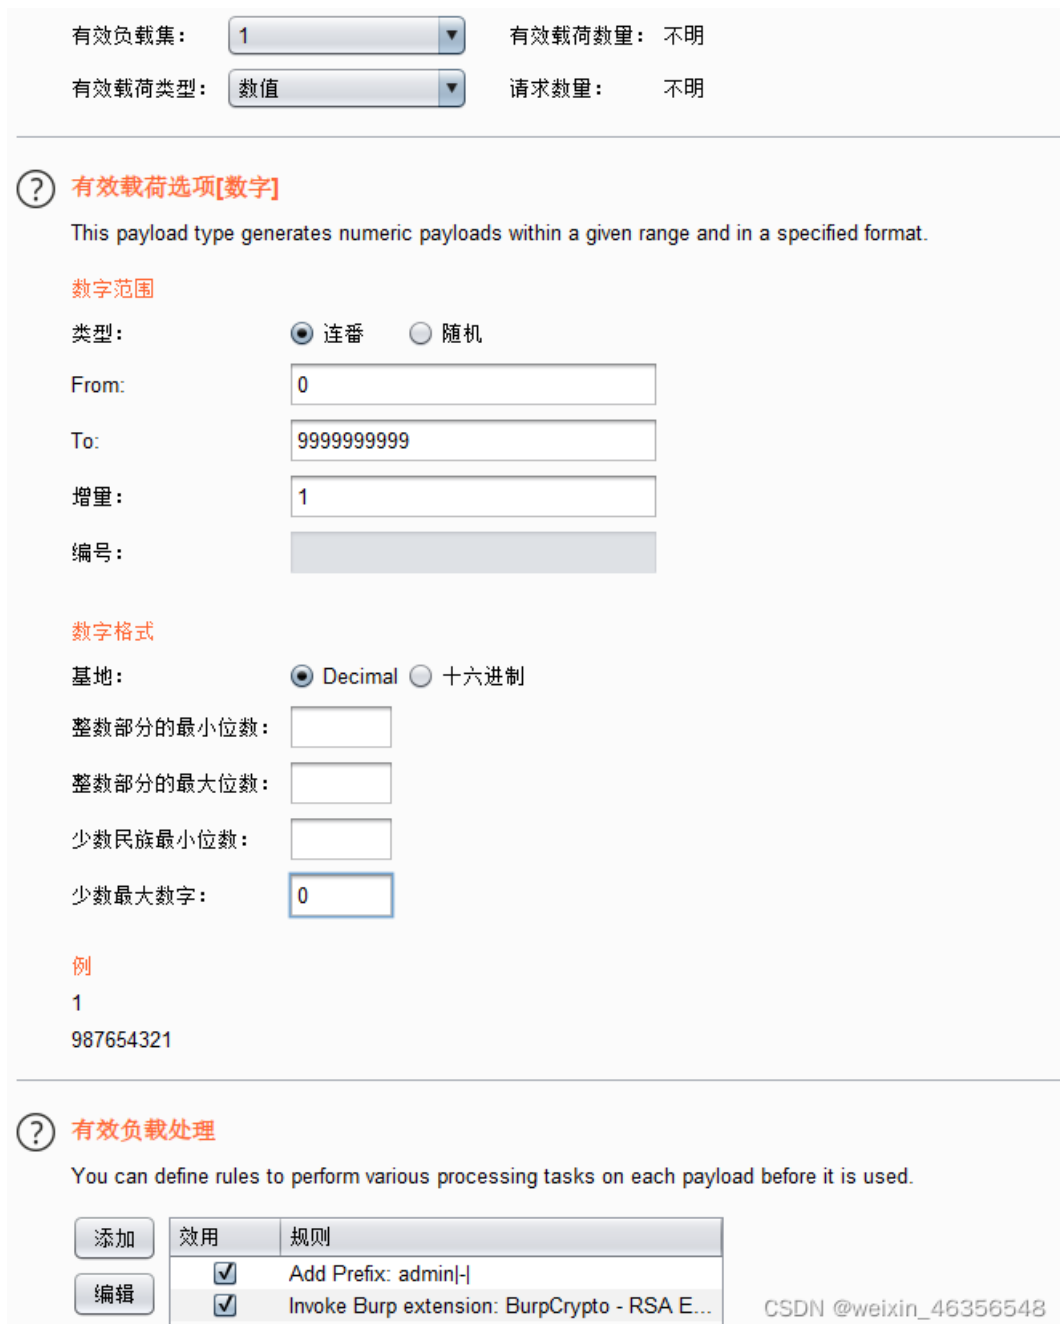 有效负载集： 1 有效载荷数量： 不明
有效载荷类型： 数值 请求数量： 不明
? 有效载荷选项[数字]
This payload type generates numeric payloads within a given range and in a specified format.
数字范围
类型： 连番 随机
From: 0
To: 9999999999
增量： 1
编号：
数字格式
基地： Decimal 十六进制
整数部分的最小位数：
整数部分的最大位数：
少数民族最小位数：
少数最大数字： 0
例
1
987654321
? 有效负载处理
You can define rules to perform various processing tasks on each payload before it is used.
添加 效用 规则
Add Prefix: admin|-|
编辑 Invoke Burp extension: BurpCrypto - RSA E...
CSDN @weixin_46356548